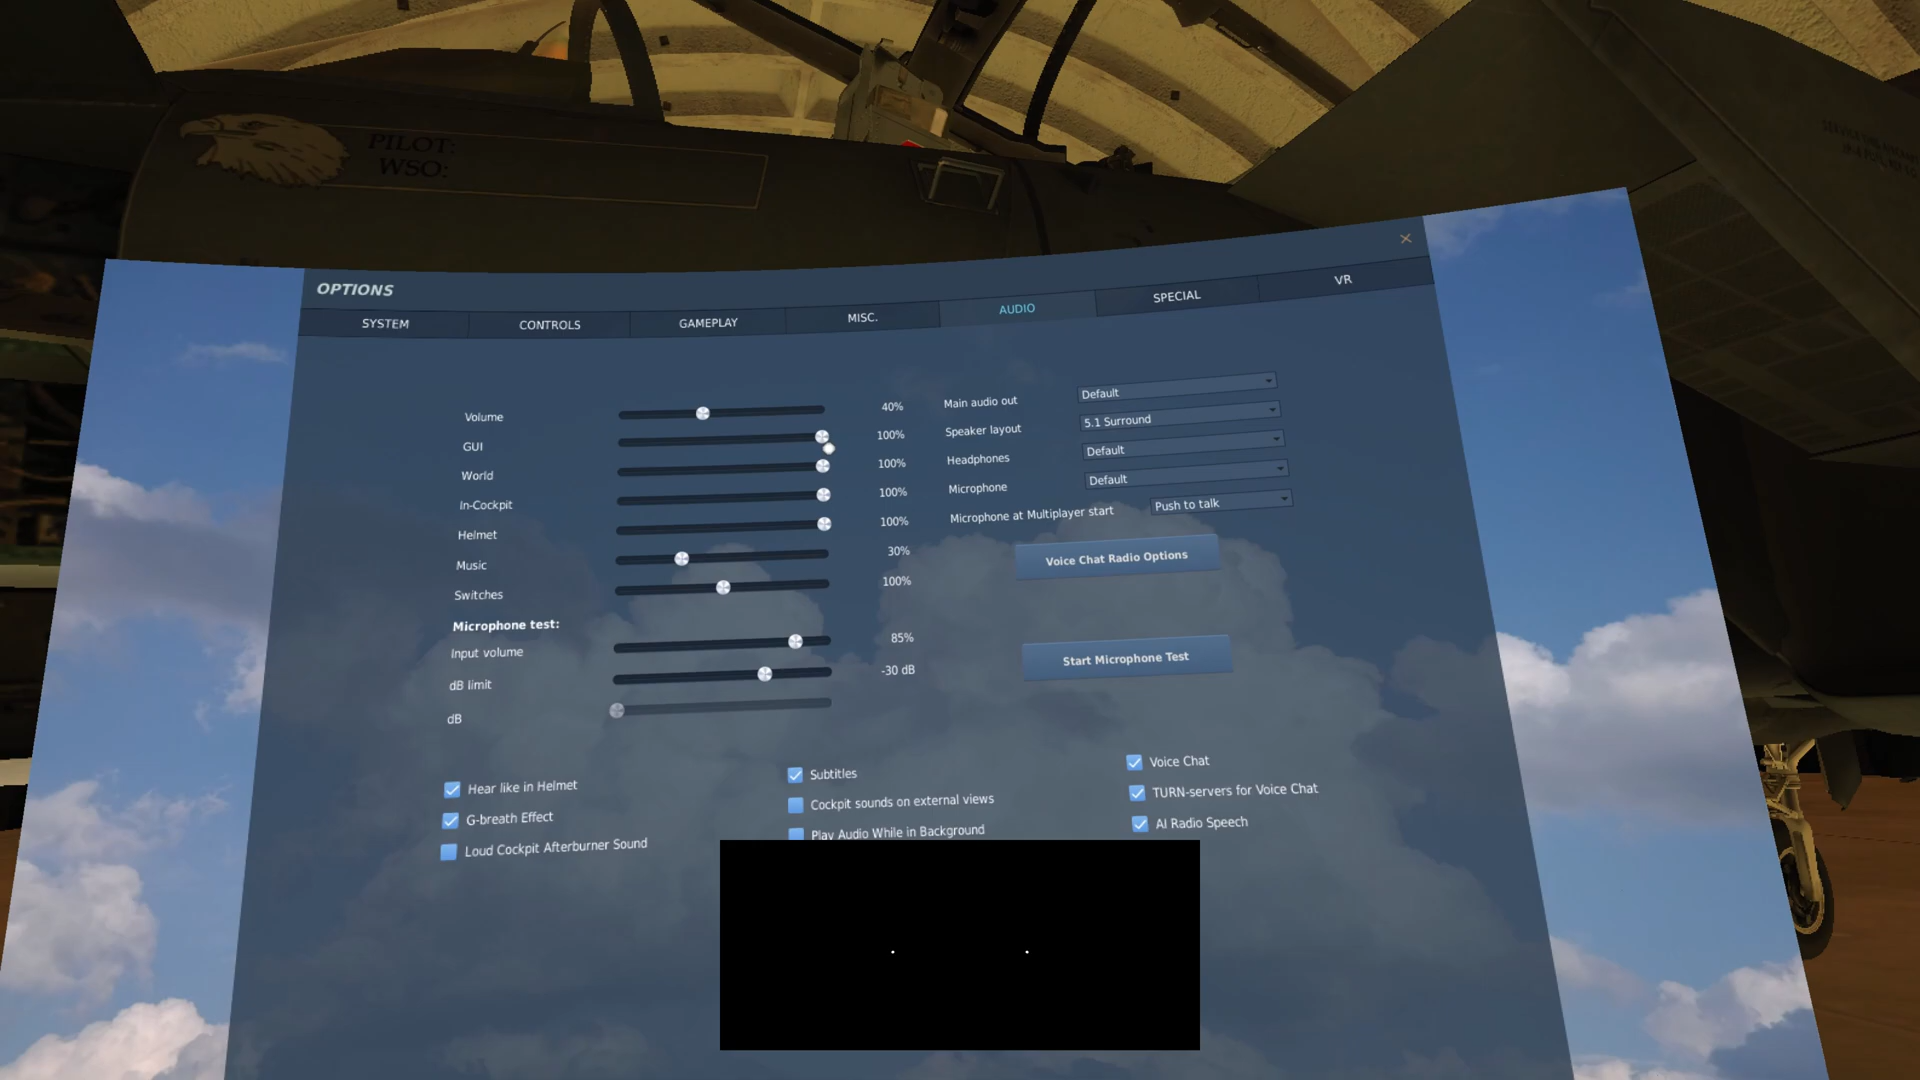 PILOT:
WSO:
OPTIONS
SYSTEM
CONTROLS
GAMEPLAY
MISC.
AUDIO
SPECIAL
VR
Volume 40%
GUI 100%
World 100%
In-Cockpit 100%
Helmet 100%
Music 30%
Switches 100%
Microphone test:
Input volume 85%
dB limit -30 dB
dB
Main audio out Default
Speaker layout 5.1 Surround
Headphones Default
Microphone Default
Microphone at Multiplayer start Push to talk
Voice Chat Radio Options
Start Microphone Test
Hear like in Helmet
G-breath Effect
Loud Cockpit Afterburner Sound
Subtitles
Cockpit sounds on external views
Play Audio While in Background
Voice Chat
TURN-servers for Voice Chat
AI Radio Speech